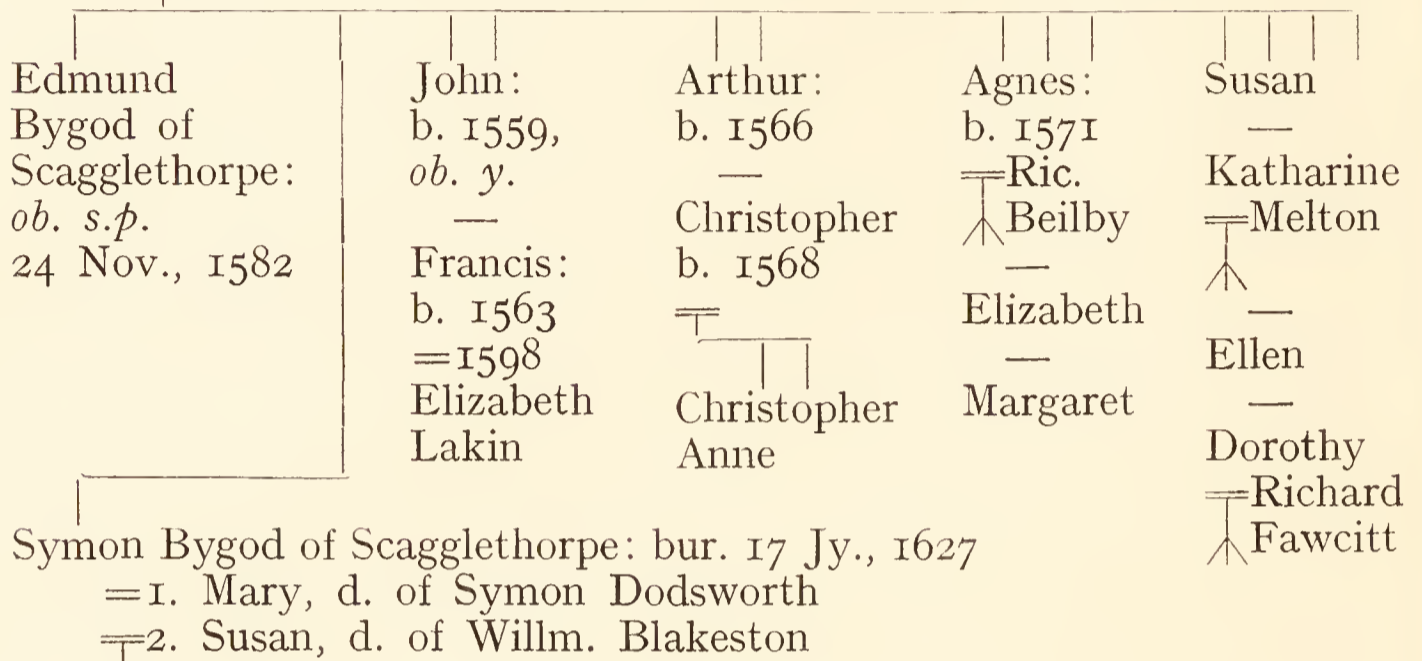 Edmund
Bygod of
Scagglethorpe:
ob. s.p.
24 Nov., 1582
John:
b. 1559,
ob. y.
—
Francis:
b. 1563
=1598
Elizabeth
Lakin
Arthur:
b. 1566
—
Christopher
b. 1568
=
Christopher
Anne
Agnes:
b. 1571
=Ric.
Beilby
—
Elizabeth
—
Margaret
Susan
—
Katharine
=Melton
—
Ellen
—
Dorothy
=Richard
Fawcitt
Symon Bygod of Scagglethorpe: bur. 17 Jy., 1627
=1. Mary, d. of Symon Dodsworth
=2. Susan, d. of Willm. Blakeston